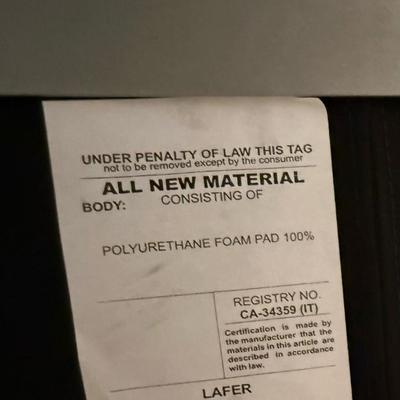 UNDER PENALTY OF LAW THIS TAG
not to be removed except by the consumer
ALL NEW MATERIAL
BODY: CONSISTING OF
POLYURETHANE FOAM PAD 100%
REGISTRY NO.
CA-34359 (IT)
Certification is made by
the manufacturer that the
materials in this article are
described in accordance
with law.
LAFER